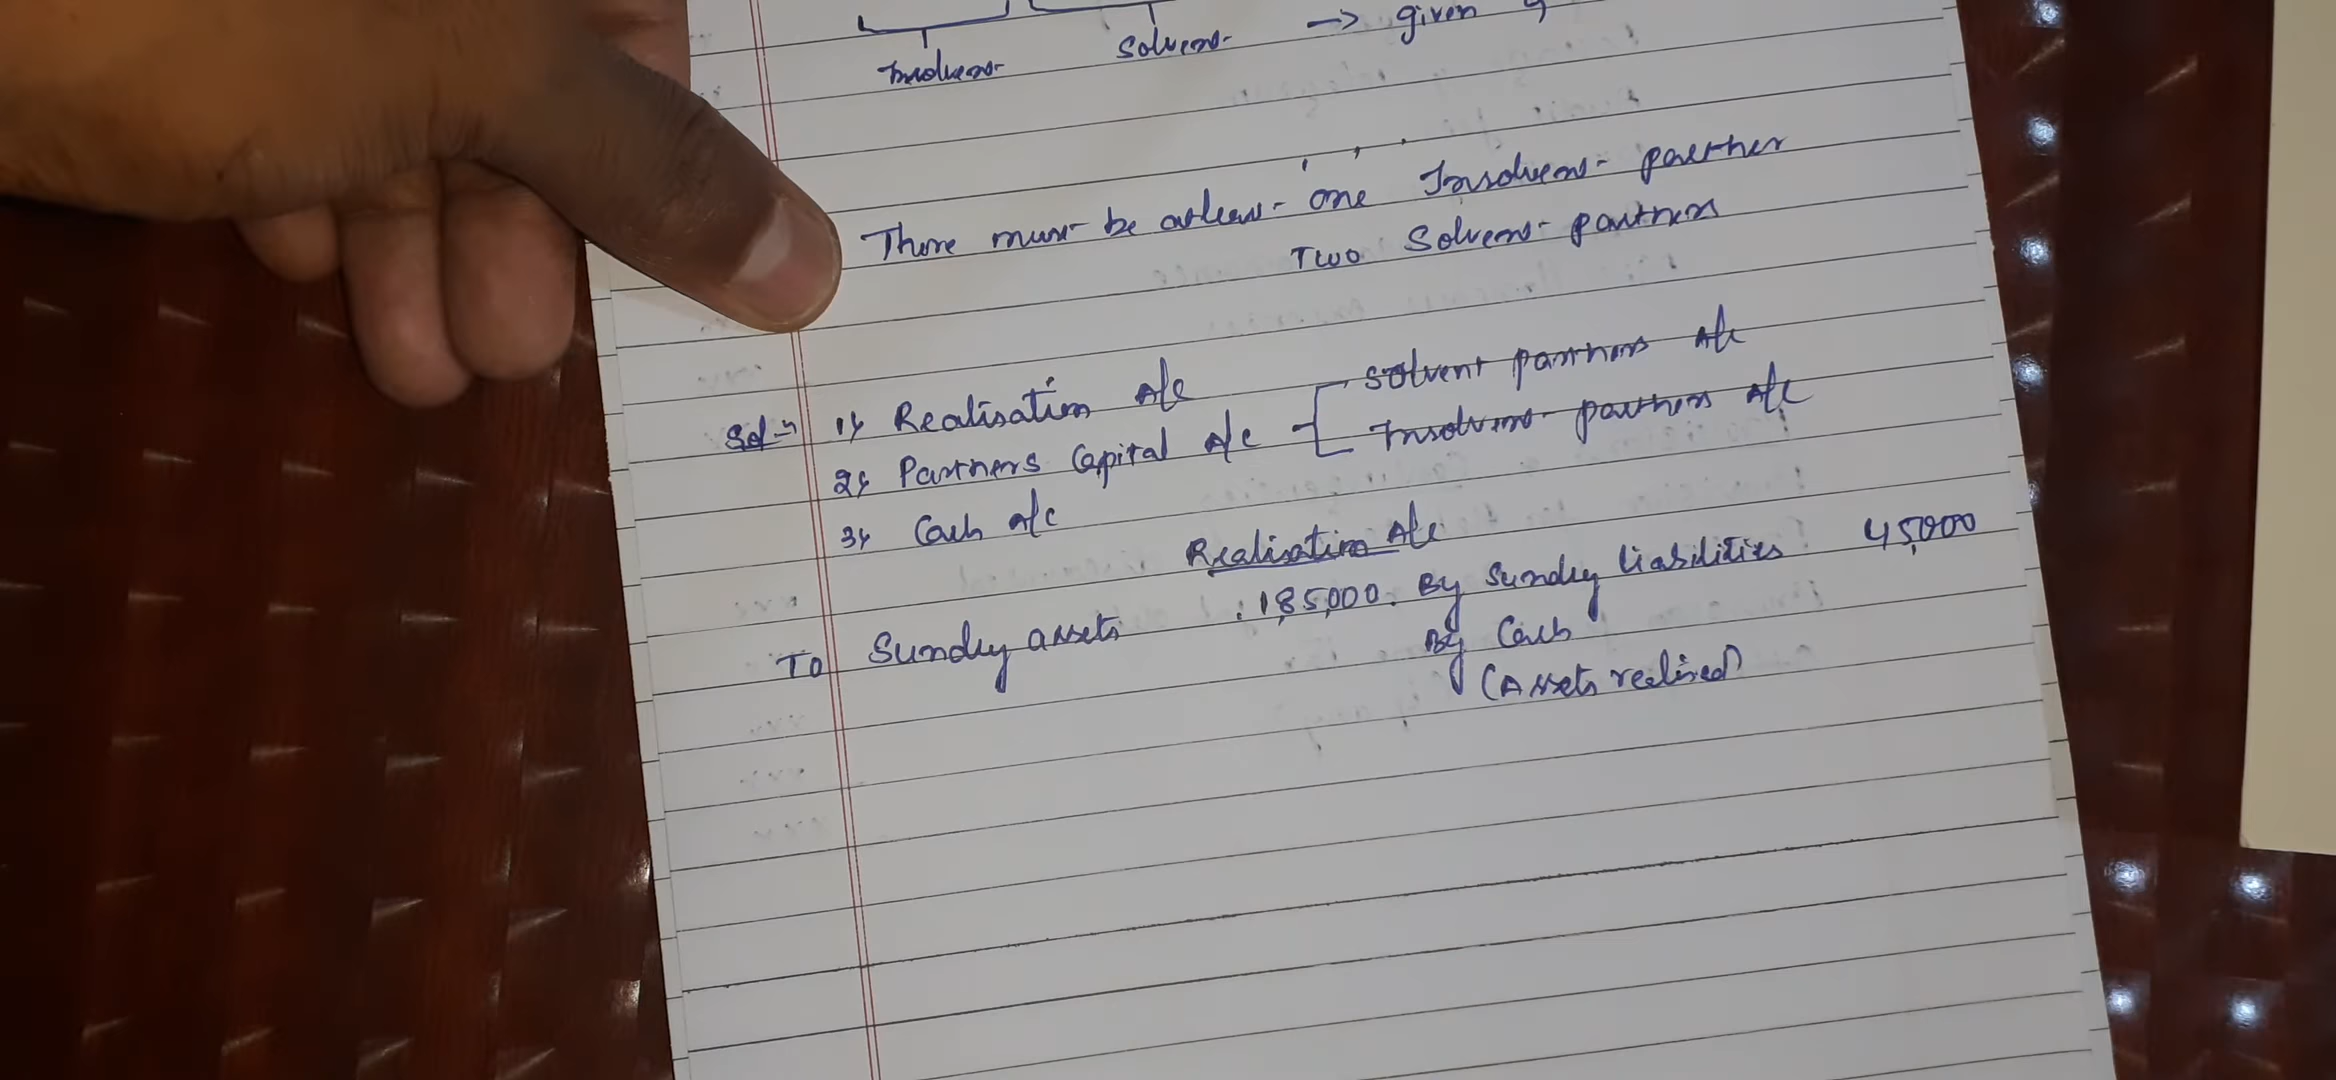 Insolvent Solvent → given
There must be atleast one Insolvent partner
Two Solvent partners
Sol:- 1) Realisation A/c
2) Partners Capital A/c
solvent partners A/c
Insolvent partners A/c
3) Cash A/c
Realisation A/c
To Sundry assets 1,85,000. By Sundry liabilities 45,000
By Cash
(Assets realised)